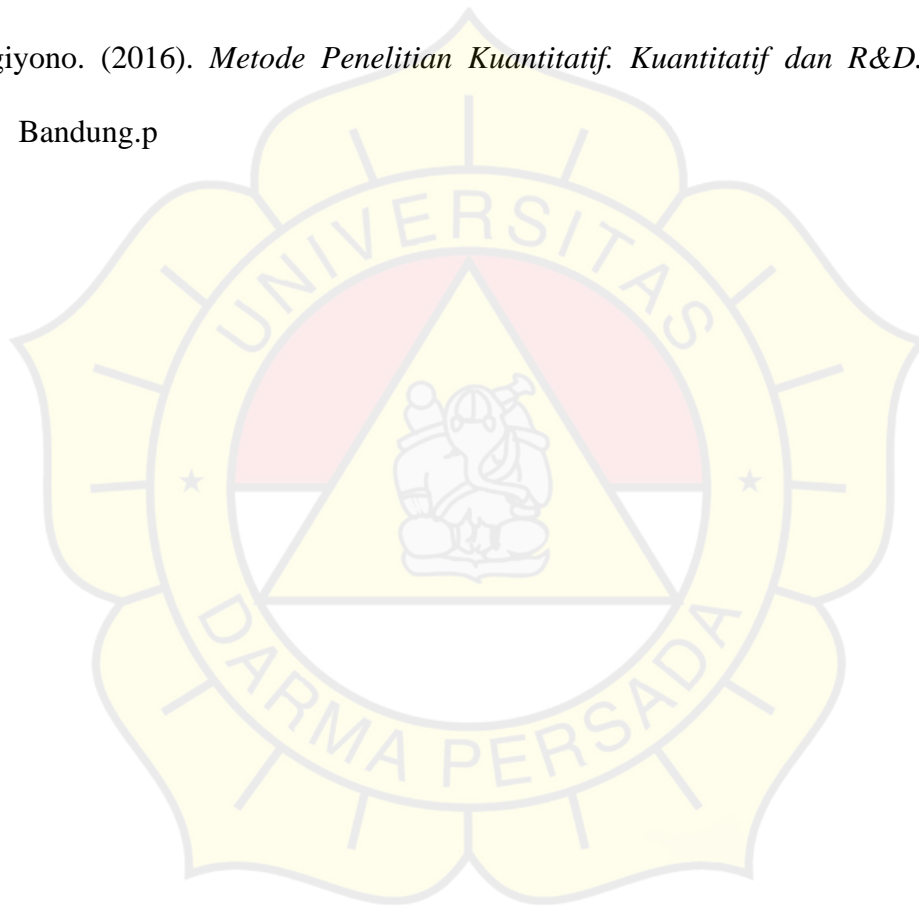 giyono. (2016). Metode Penelitian Kuantitatif. Kuantitatif dan R&D.
Bandung.p
UNIVERSITAS
DARMA PERSADA